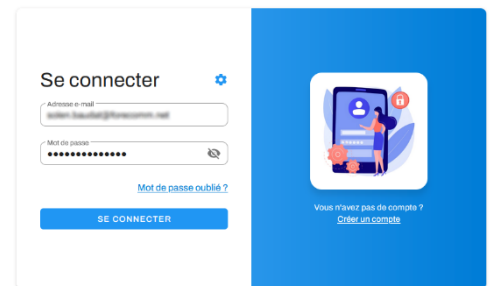 Se connecter
Adresse e-mail
Mot de passe
Mot de passe oublié ?
SE CONNECTER
Vous n'avez pas de compte ?
Créer un compte